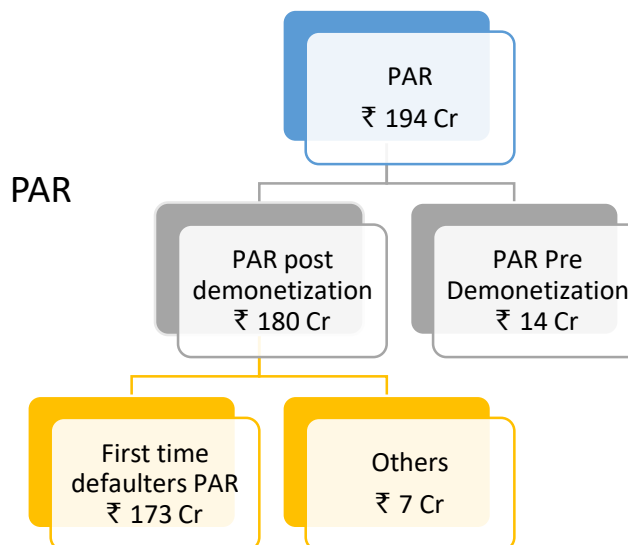 PAR
₹ 194 Cr
PAR
PAR post
demonetization
₹ 180 Cr
PAR Pre
Demonetization
₹ 14 Cr
First time
defaulters PAR
₹ 173 Cr
Others
₹ 7 Cr